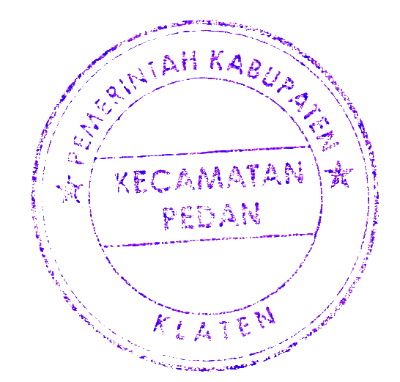 PEMERINTAH KABUPATEN
KECAMATAN
PEDAN
KLATEN